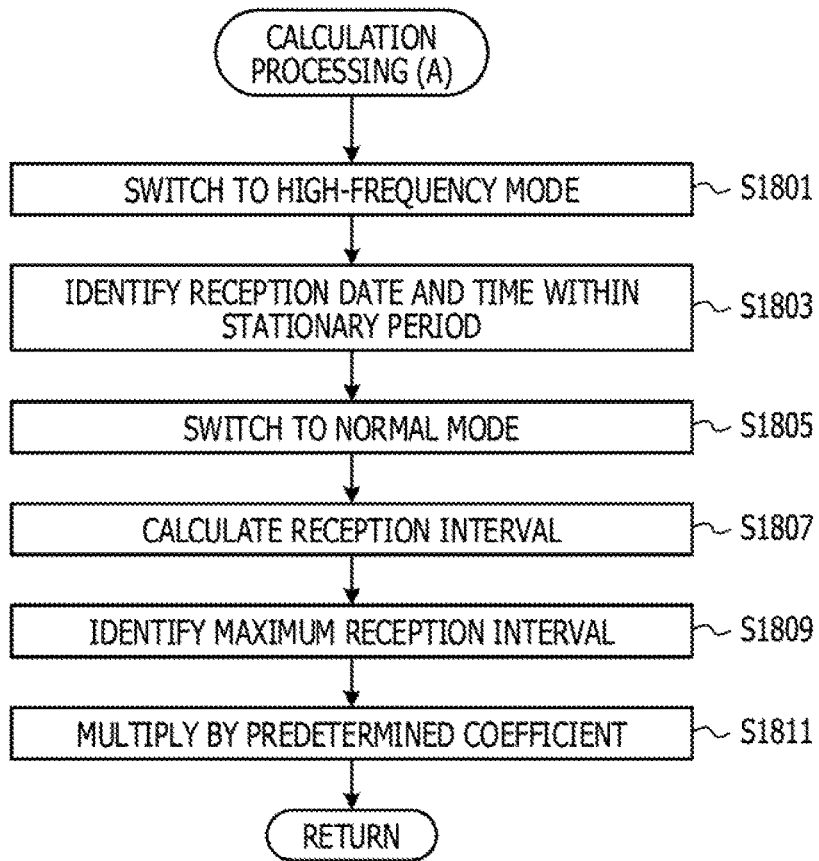 CALCULATION
PROCESSING (A)
SWITCH TO HIGH-FREQUENCY MODE
S1801
IDENTIFY RECEPTION DATE AND TIME WITHIN
STATIONARY PERIOD
S1803
SWITCH TO NORMAL MODE
S1805
CALCULATE RECEPTION INTERVAL
S1807
IDENTIFY MAXIMUM RECEPTION INTERVAL
S1809
MULTIPLY BY PREDETERMINED COEFFICIENT
S1811
RETURN